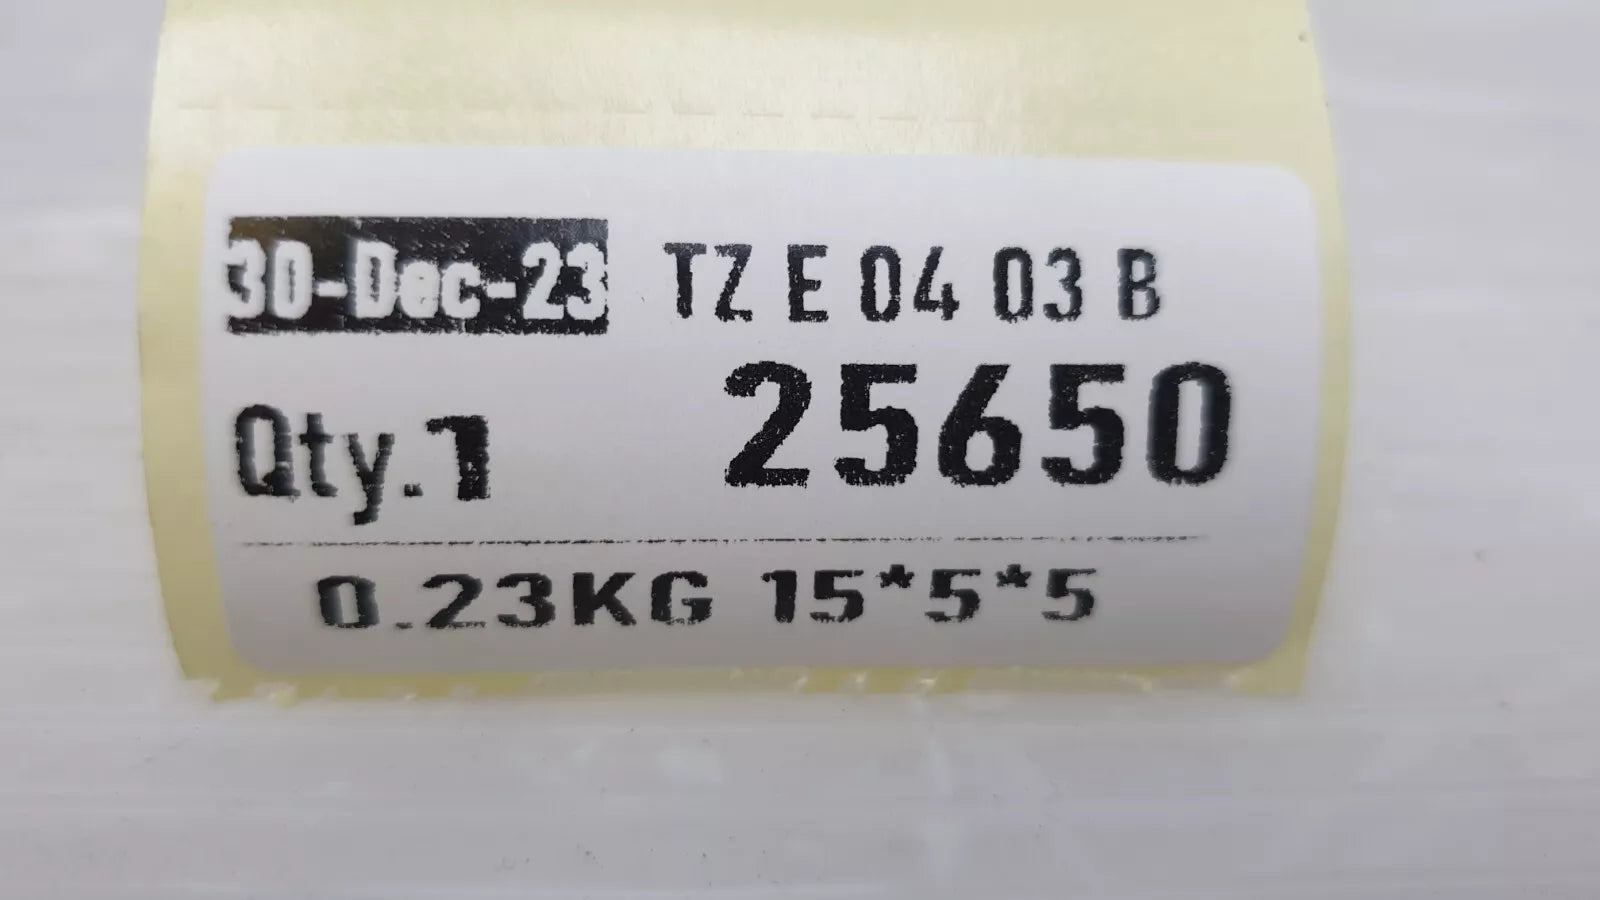 30-Dec-23 TZ E 04 03 B
Qty.1 25650
0.23KG 15*5*5